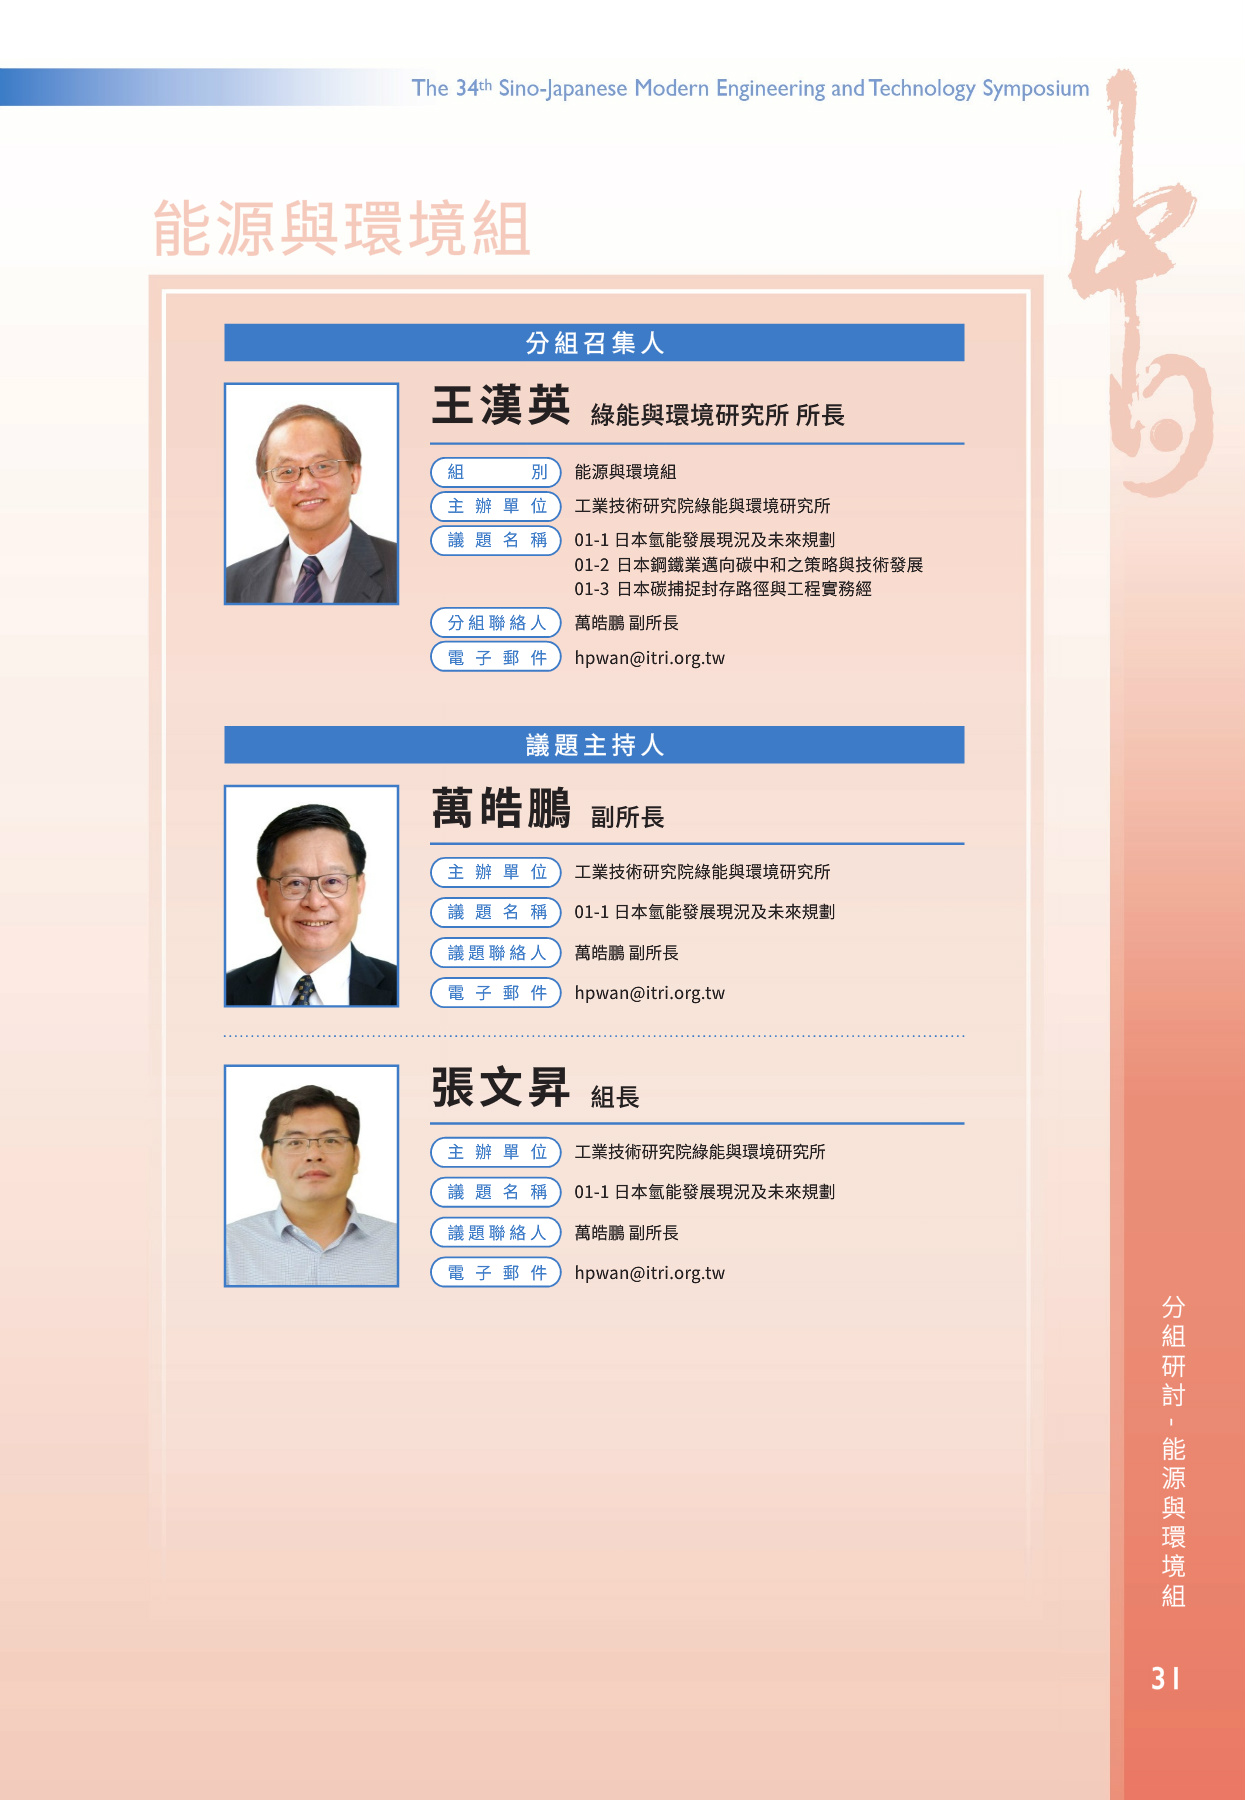 The 34th Sino-Japanese Modern Engineering and Technology Symposium
中日
能源與環境組
分組召集人
王漢英 綠能與環境研究所 所長
組別 能源與環境組
主辦單位 工業技術研究院綠能與環境研究所
議題名稱 01-1 日本氫能發展現況及未來規劃
01-2 日本鋼鐵業邁向碳中和之策略與技術發展
01-3 日本碳捕捉封存路徑與工程實務經
分組聯絡人 萬皓鵬 副所長
電子郵件 hpwan@itri.org.tw
議題主持人
萬皓鵬 副所長
主辦單位 工業技術研究院綠能與環境研究所
議題名稱 01-1 日本氫能發展現況及未來規劃
議題聯絡人 萬皓鵬 副所長
電子郵件 hpwan@itri.org.tw
張文昇 組長
主辦單位 工業技術研究院綠能與環境研究所
議題名稱 01-1 日本氫能發展現況及未來規劃
議題聯絡人 萬皓鵬 副所長
電子郵件 hpwan@itri.org.tw
分組研討-能源與環境組
31